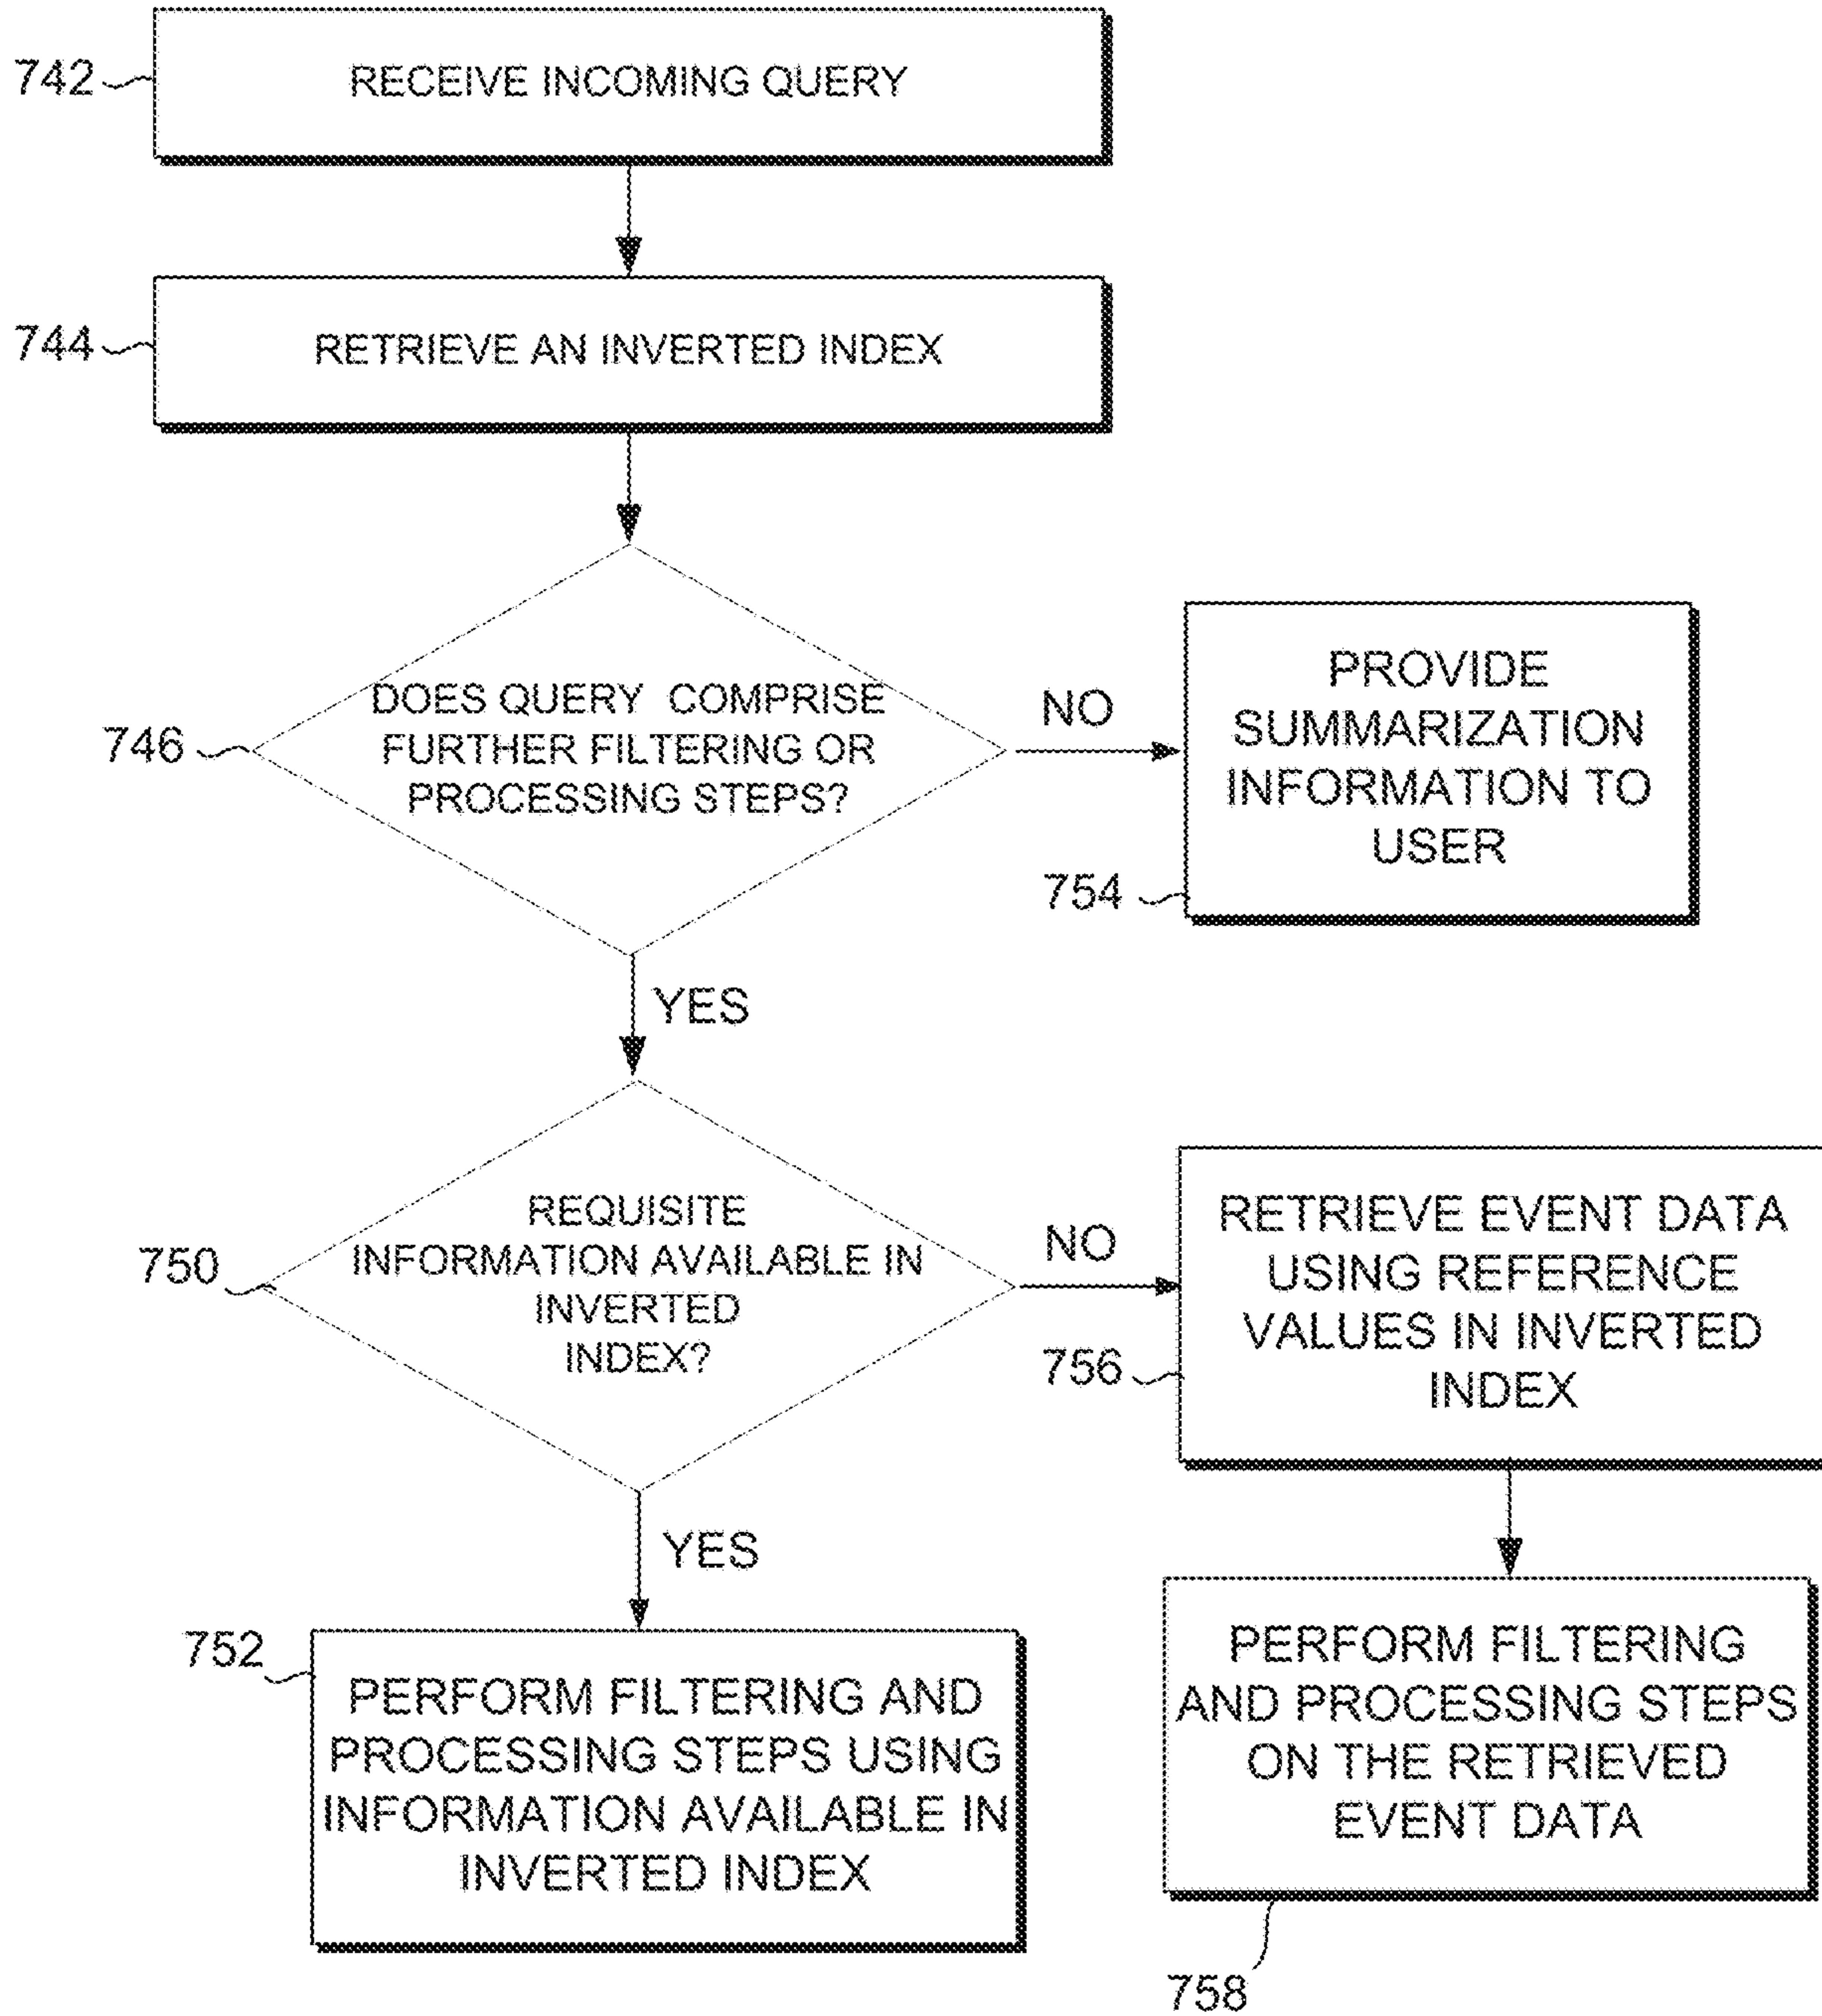 742
RECEIVE INCOMING QUERY
744
RETRIEVE AN INVERTED INDEX
746
DOES QUERY COMPRISE
FURTHER FILTERING OR
PROCESSING STEPS?
NO
PROVIDE
SUMMARIZATION
INFORMATION TO
USER
754
YES
750
REQUISITE
INFORMATION AVAILABLE IN
INVERTED
INDEX?
NO
RETRIEVE EVENT DATA
USING REFERENCE
VALUES IN INVERTED
INDEX
756
YES
752
PERFORM FILTERING AND
PROCESSING STEPS USING
INFORMATION AVAILABLE IN
INVERTED INDEX
PERFORM FILTERING
AND PROCESSING STEPS
ON THE RETRIEVED
EVENT DATA
758